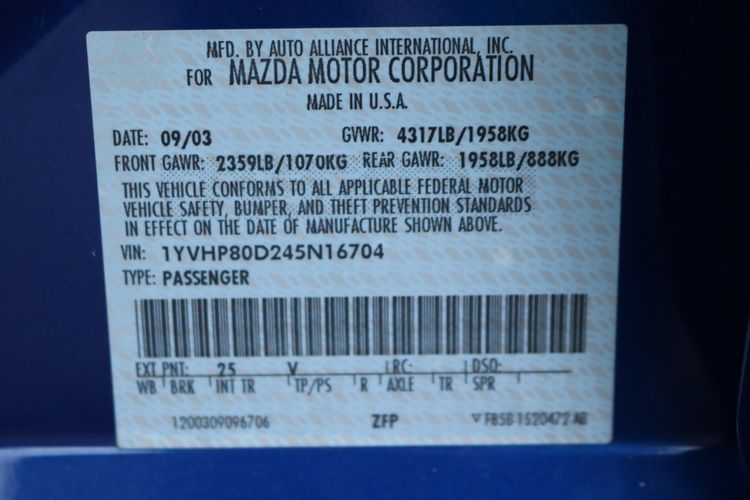 MFD. BY AUTO ALLIANCE INTERNATIONAL, INC.
FOR MAZDA MOTOR CORPORATION
MADE IN U.S.A.
DATE: 09/03 GVWR: 4317LB/1958KG
FRONT GAWR: 2359LB/1070KG REAR GAWR: 1958LB/888KG
THIS VEHICLE CONFORMS TO ALL APPLICABLE FEDERAL MOTOR
VEHICLE SAFETY, BUMPER, AND THEFT PREVENTION STANDARDS
IN EFFECT ON THE DATE OF MANUFACTURE SHOWN ABOVE.
VIN: 1YVHP80D245N16704
TYPE: PASSENGER
EXT PNT: 25 V RC: DSO:
WB BRK INT TR TP/PS R AXLE TR SPR
1200309096706 ZFP F85B-1520472-AB